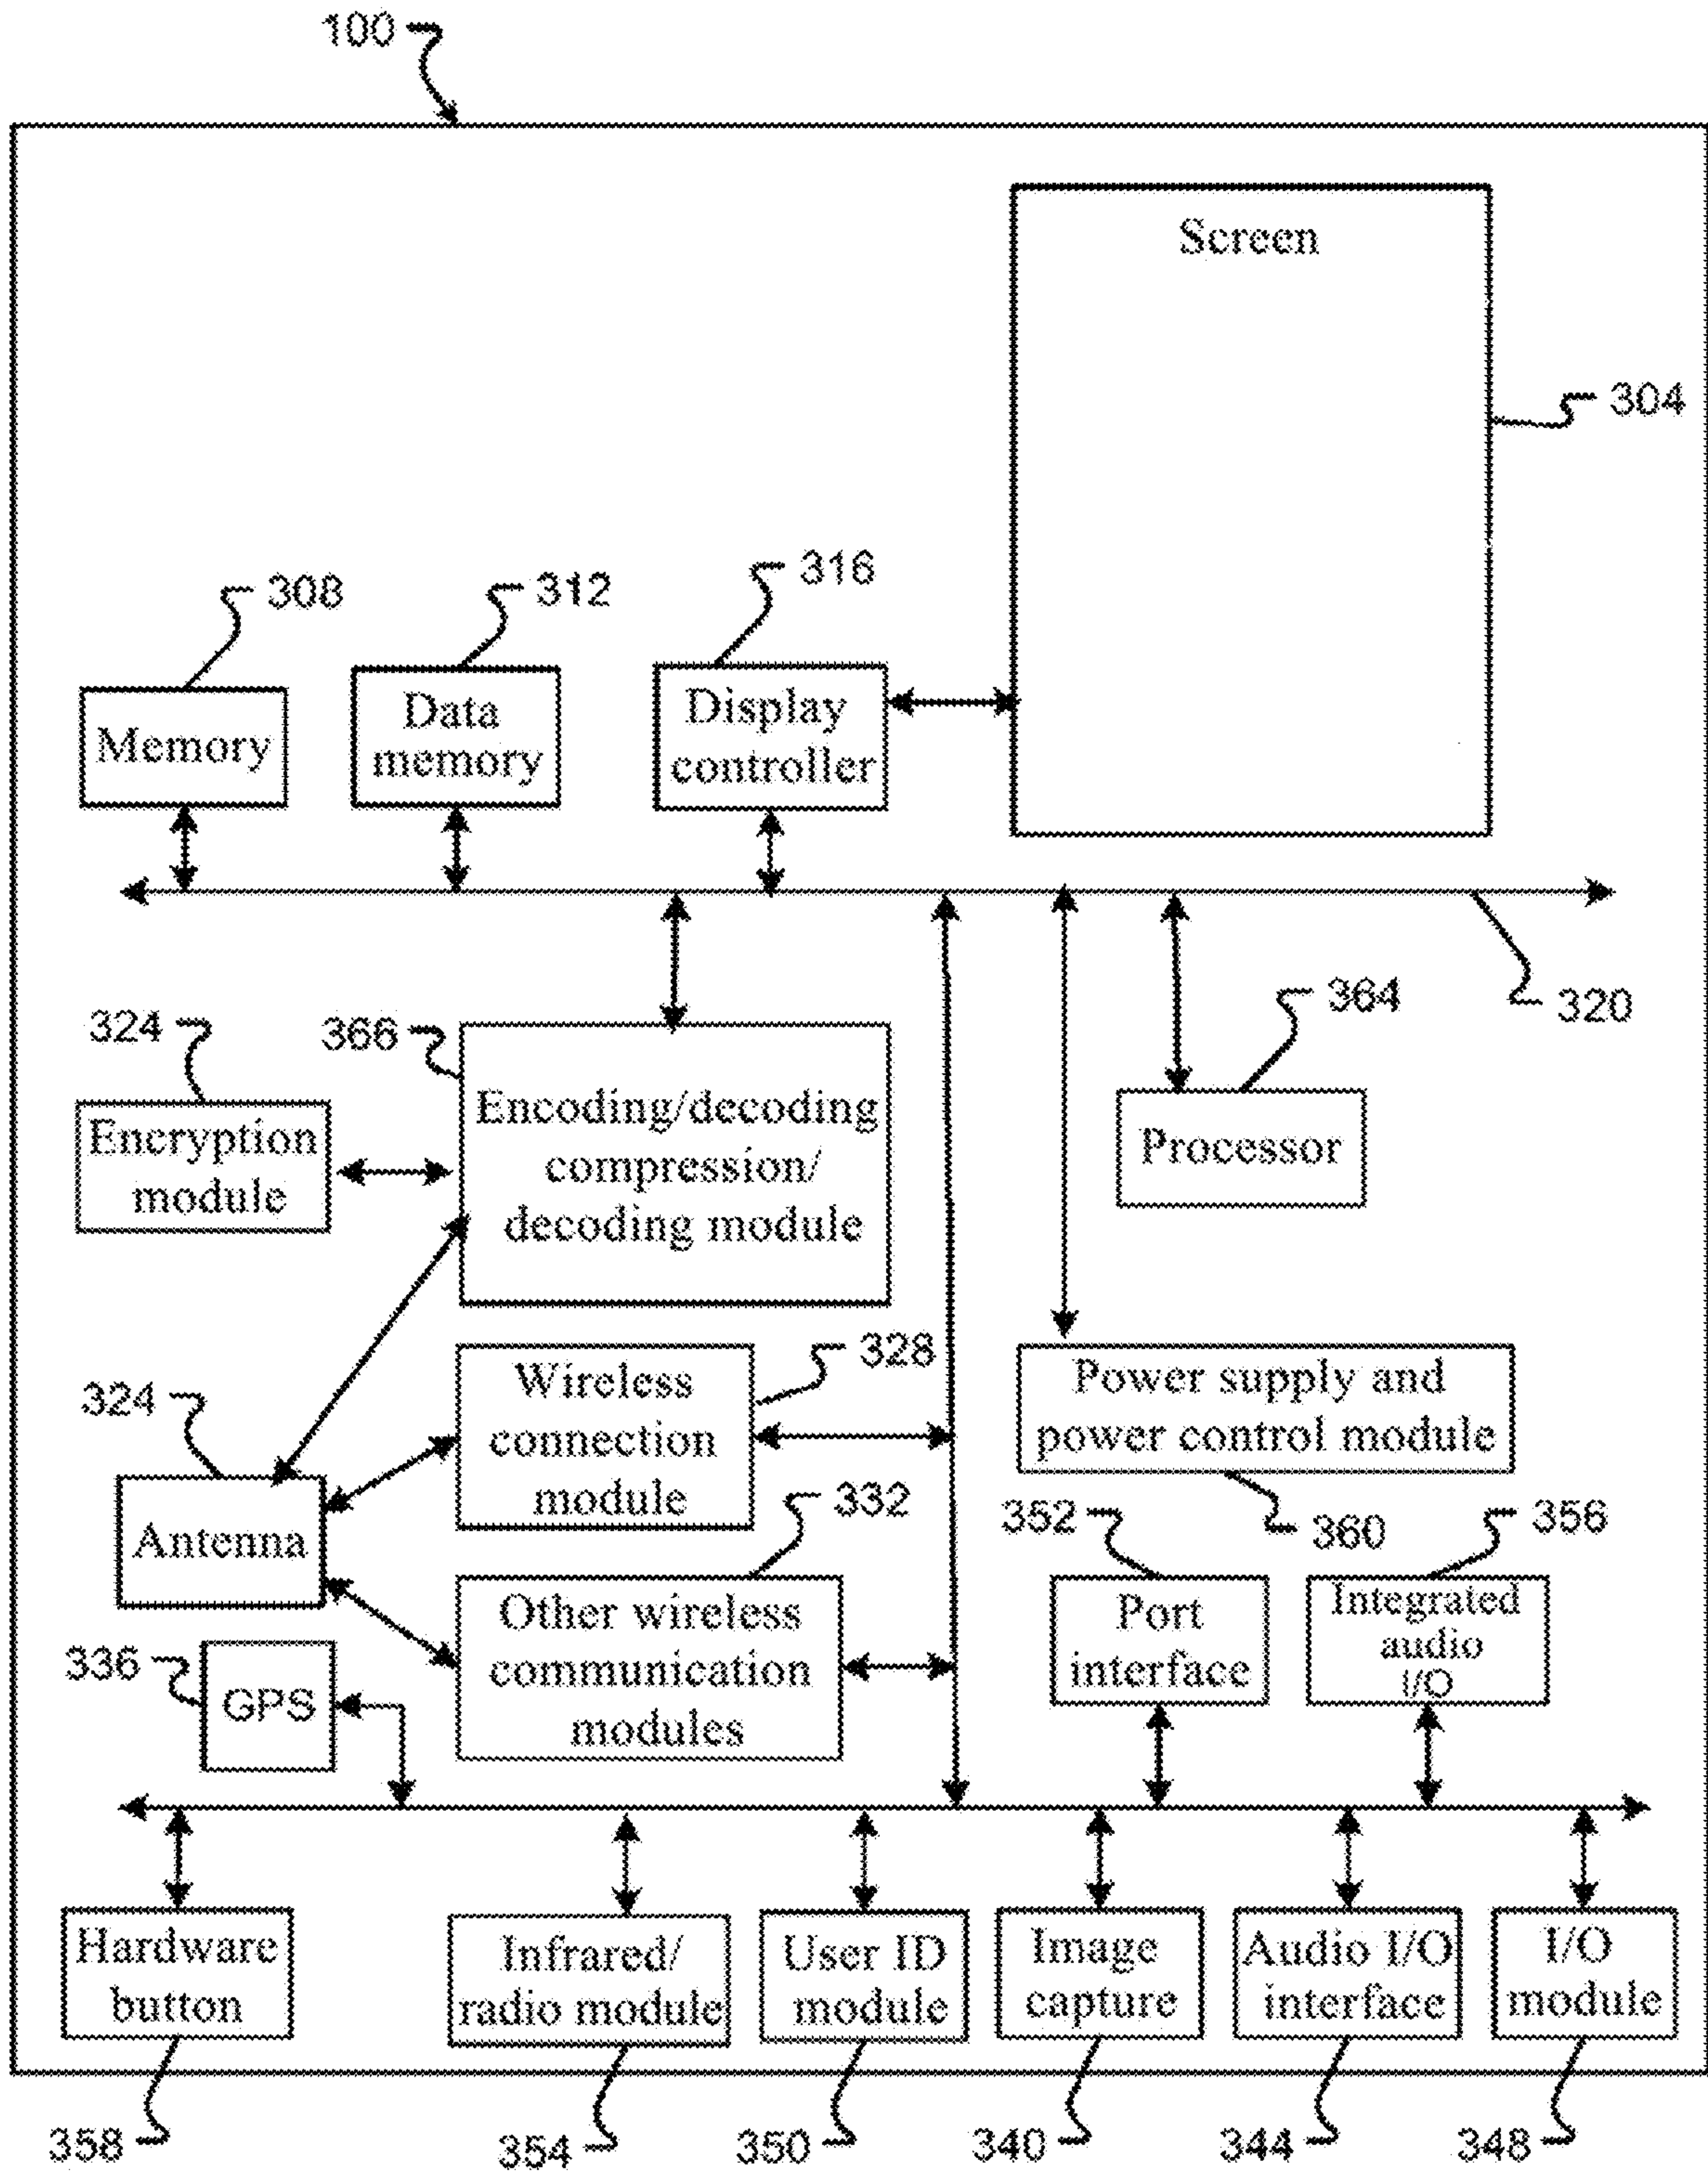 100
Screen
304
308
312
316
Memory
Data
memory
Display
controller
320
324
366
364
Encryption
module
Encoding/decoding
compression/
decoding module
Processor
328
324
Wireless
connection
module
Power supply and
power control module
332
352
360
356
Antenna
Other wireless
communication
modules
Port
interface
Integrated
audio
I/O
336
GPS
Hardware
button
Infrared/
radio module
User ID
module
Image
capture
Audio I/O
interface
I/O
module
358
354
350
340
344
348